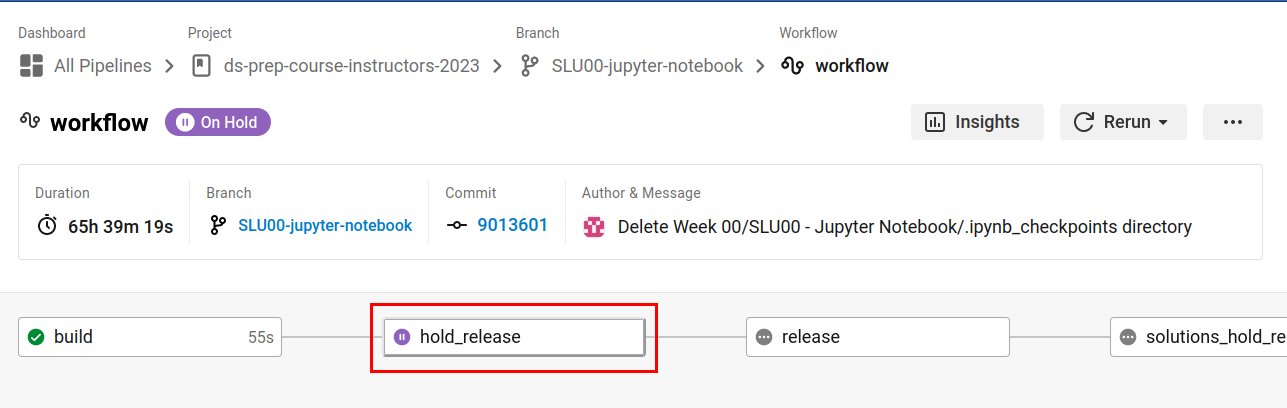 Dashboard Project Branch Workflow
All Pipelines ds-prep-course-instructors-2023 SLU00-jupyter-notebook workflow
workflow On Hold Insights Rerun
Duration Branch Commit Author & Message
65h 39m 19s SLU00-jupyter-notebook 9013601 Delete Week 00/SLU00 - Jupyter Notebook/.ipynb_checkpoints directory
build 55s hold_release release solutions_hold_re